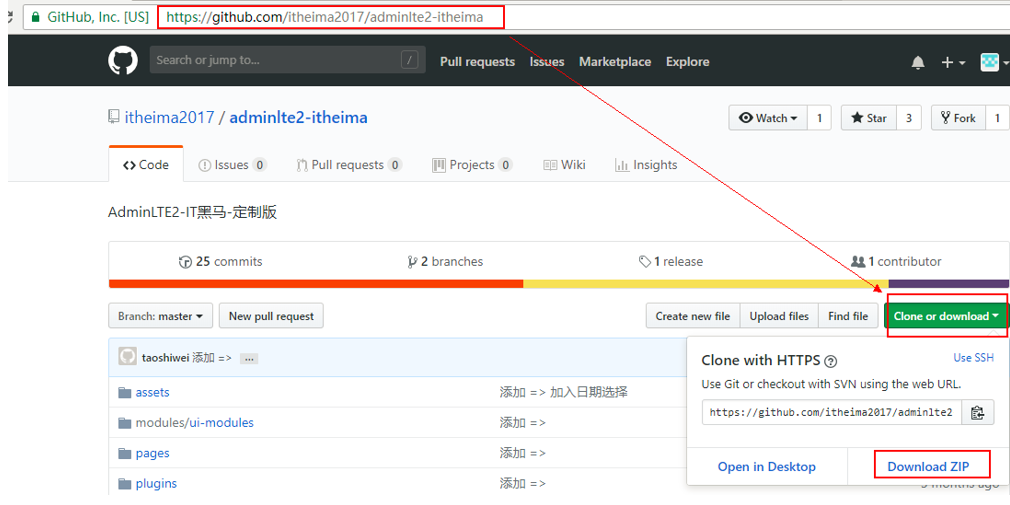 GitHub, Inc. [US] https://github.com/itheima2017/adminlte2-itheima
Search or jump to... / Pull requests Issues Marketplace Explore
itheima2017 / adminlte2-itheima Watch 1 Star 3 Fork 1
Code Issues 0 Pull requests 0 Projects 0 Wiki Insights
AdminLTE2-IT黑马-定制版
25 commits 2 branches 1 release 1 contributor
Branch: master New pull request Create new file Upload files Find file Clone or download
taoshiwei 添加 => ...
Clone with HTTPS ? Use SSH
Use Git or checkout with SVN using the web URL.
assets 添加 => 加入日期选择
https://github.com/itheima2017/adminlte2
modules/ui-modules 添加 =>
pages 添加 =>
Open in Desktop Download ZIP
plugins 添加 => months ago